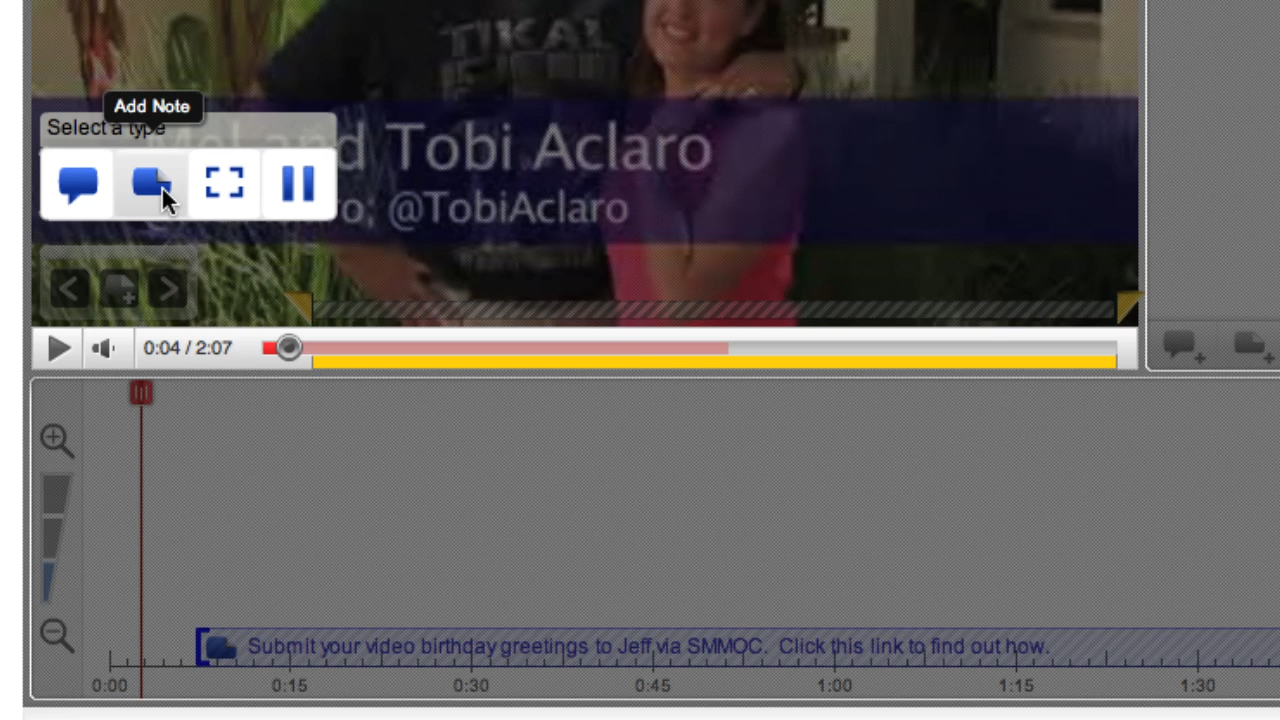 TIKAL
Add Note
Select a type
and Tobi Aclaro
@TobiAclaro
0:04 / 2:07
Submit your video birthday greetings to Jeff via SMMOC. Click this link to find out how.
0:00 0:15 0:30 0:45 1:00 1:15 1:30